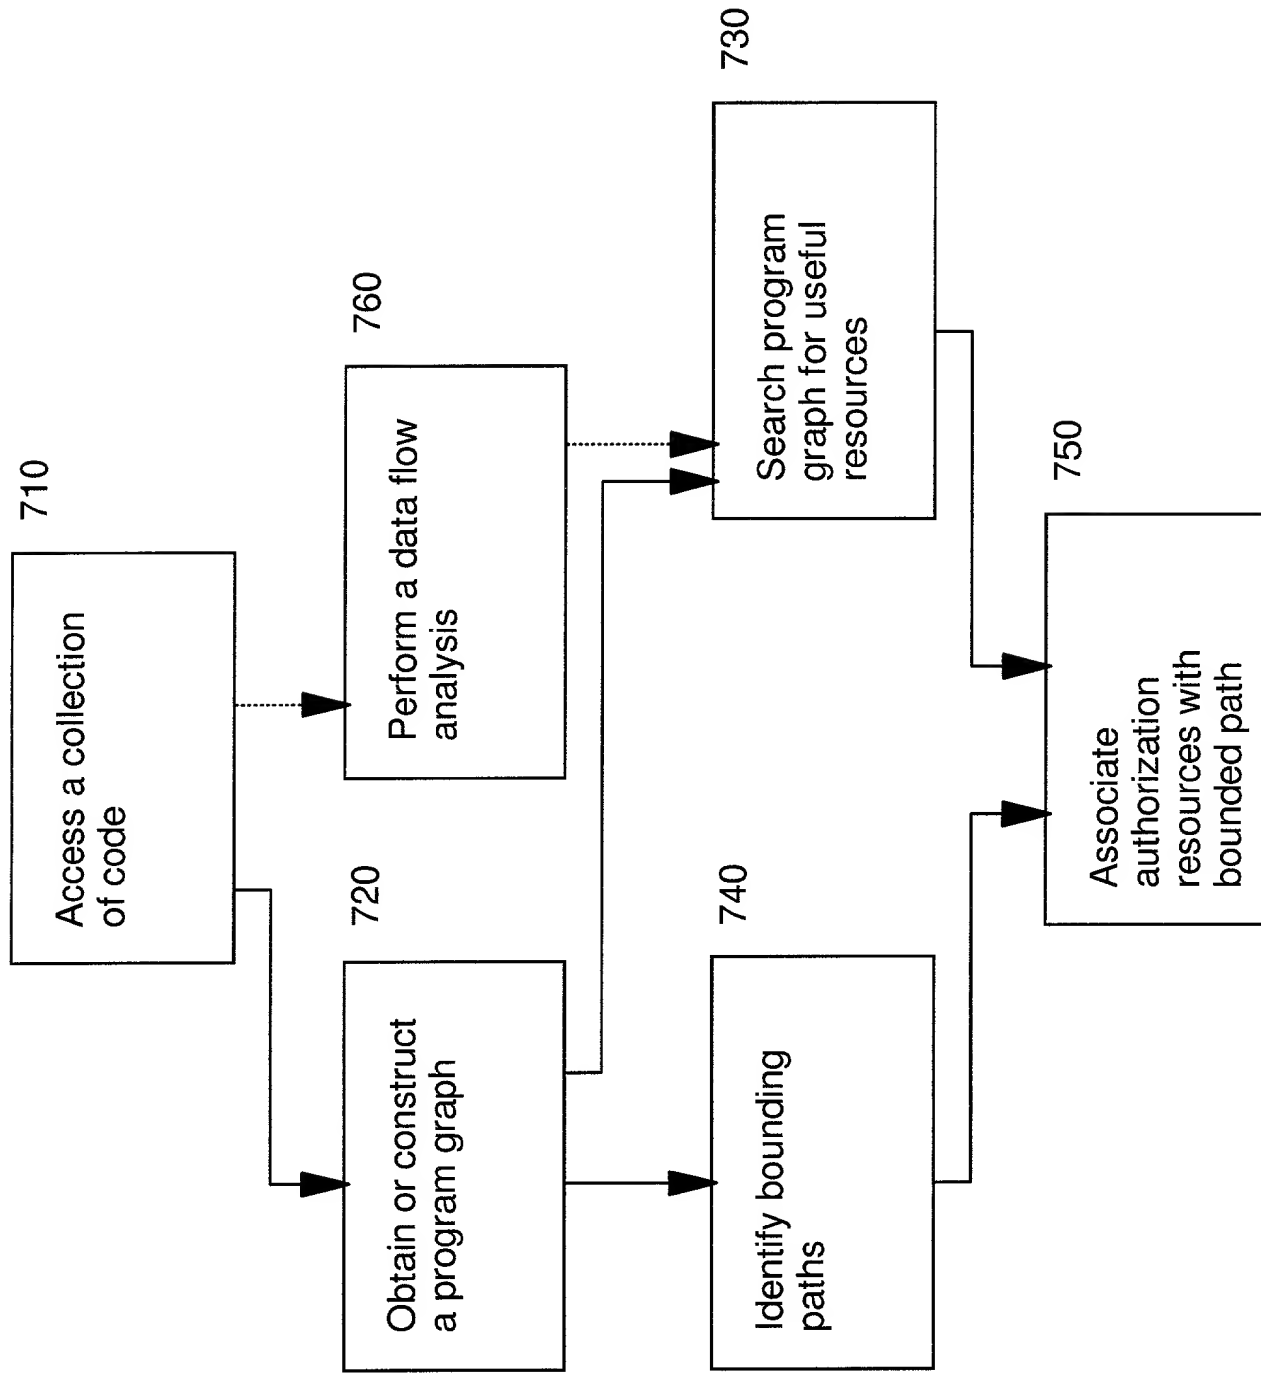 710
Access a collection
of code
720
Obtain or construct
a program graph
760
Perform a data flow
analysis
740
Identify bounding
paths
730
Search program
graph for useful
resources
750
Associate
authorization
resources with
bounded path